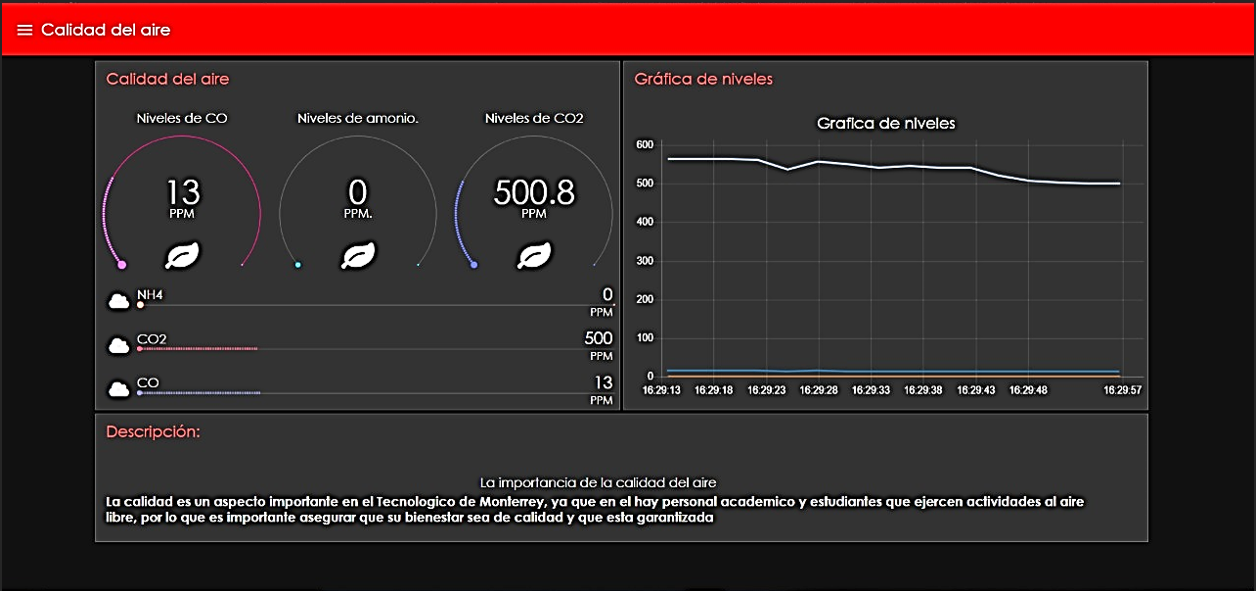 Calidad del aire
Calidad del aire
Niveles de CO
13
PPM
Niveles de amonio.
0
PPM.
Niveles de CO2
500.8
PPM
NH4
0
PPM
CO2
500
PPM
CO
13
PPM
Gráfica de niveles
Grafica de niveles
600
500
400
300
200
100
0
16:29:13 16:29:18 16:29:23 16:29:28 16:29:33 16:29:38 16:29:43 16:29:48 16:29:57
Descripción:
La importancia de la calidad del aire
La calidad es un aspecto importante en el Tecnologico de Monterrey, ya que en el hay personal academico y estudiantes que ejercen actividades al aire
libre, por lo que es importante asegurar que su bienestar sea de calidad y que esta garantizada